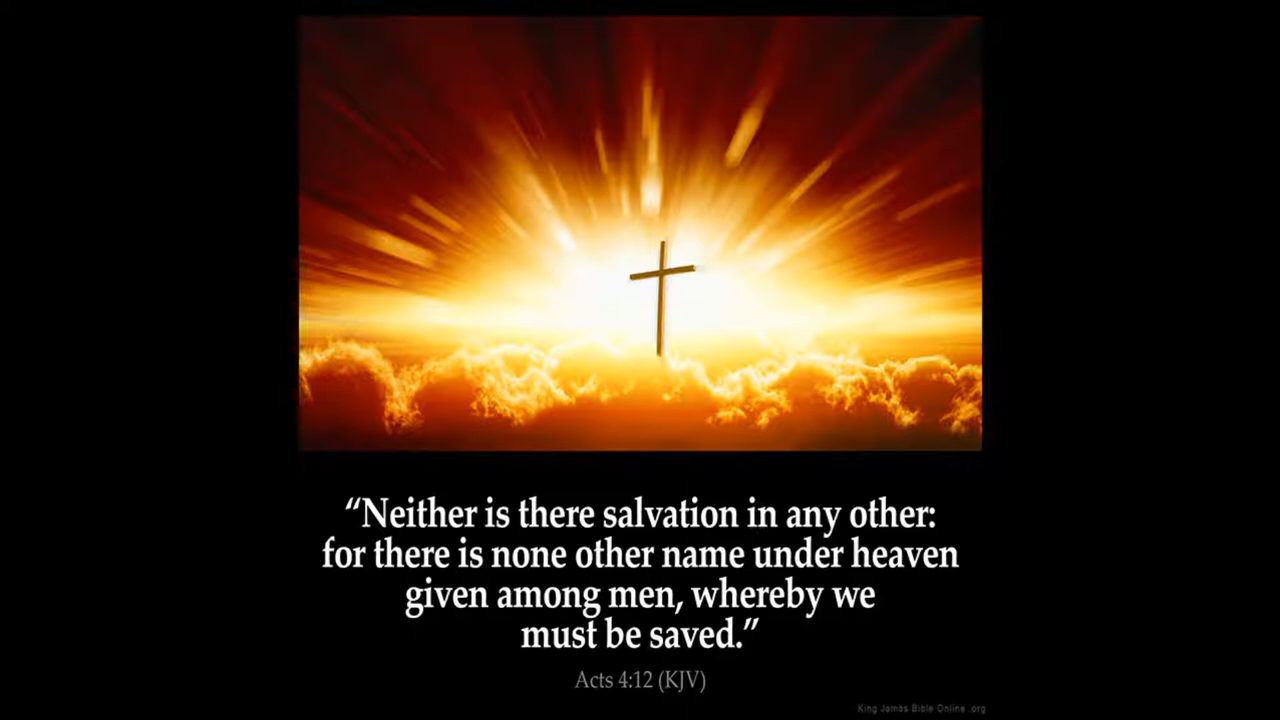 “Neither is there salvation in any other:
for there is none other name under heaven
given among men, whereby we
must be saved.”
Acts 4:12 (KJV)
King James Bible Online .org